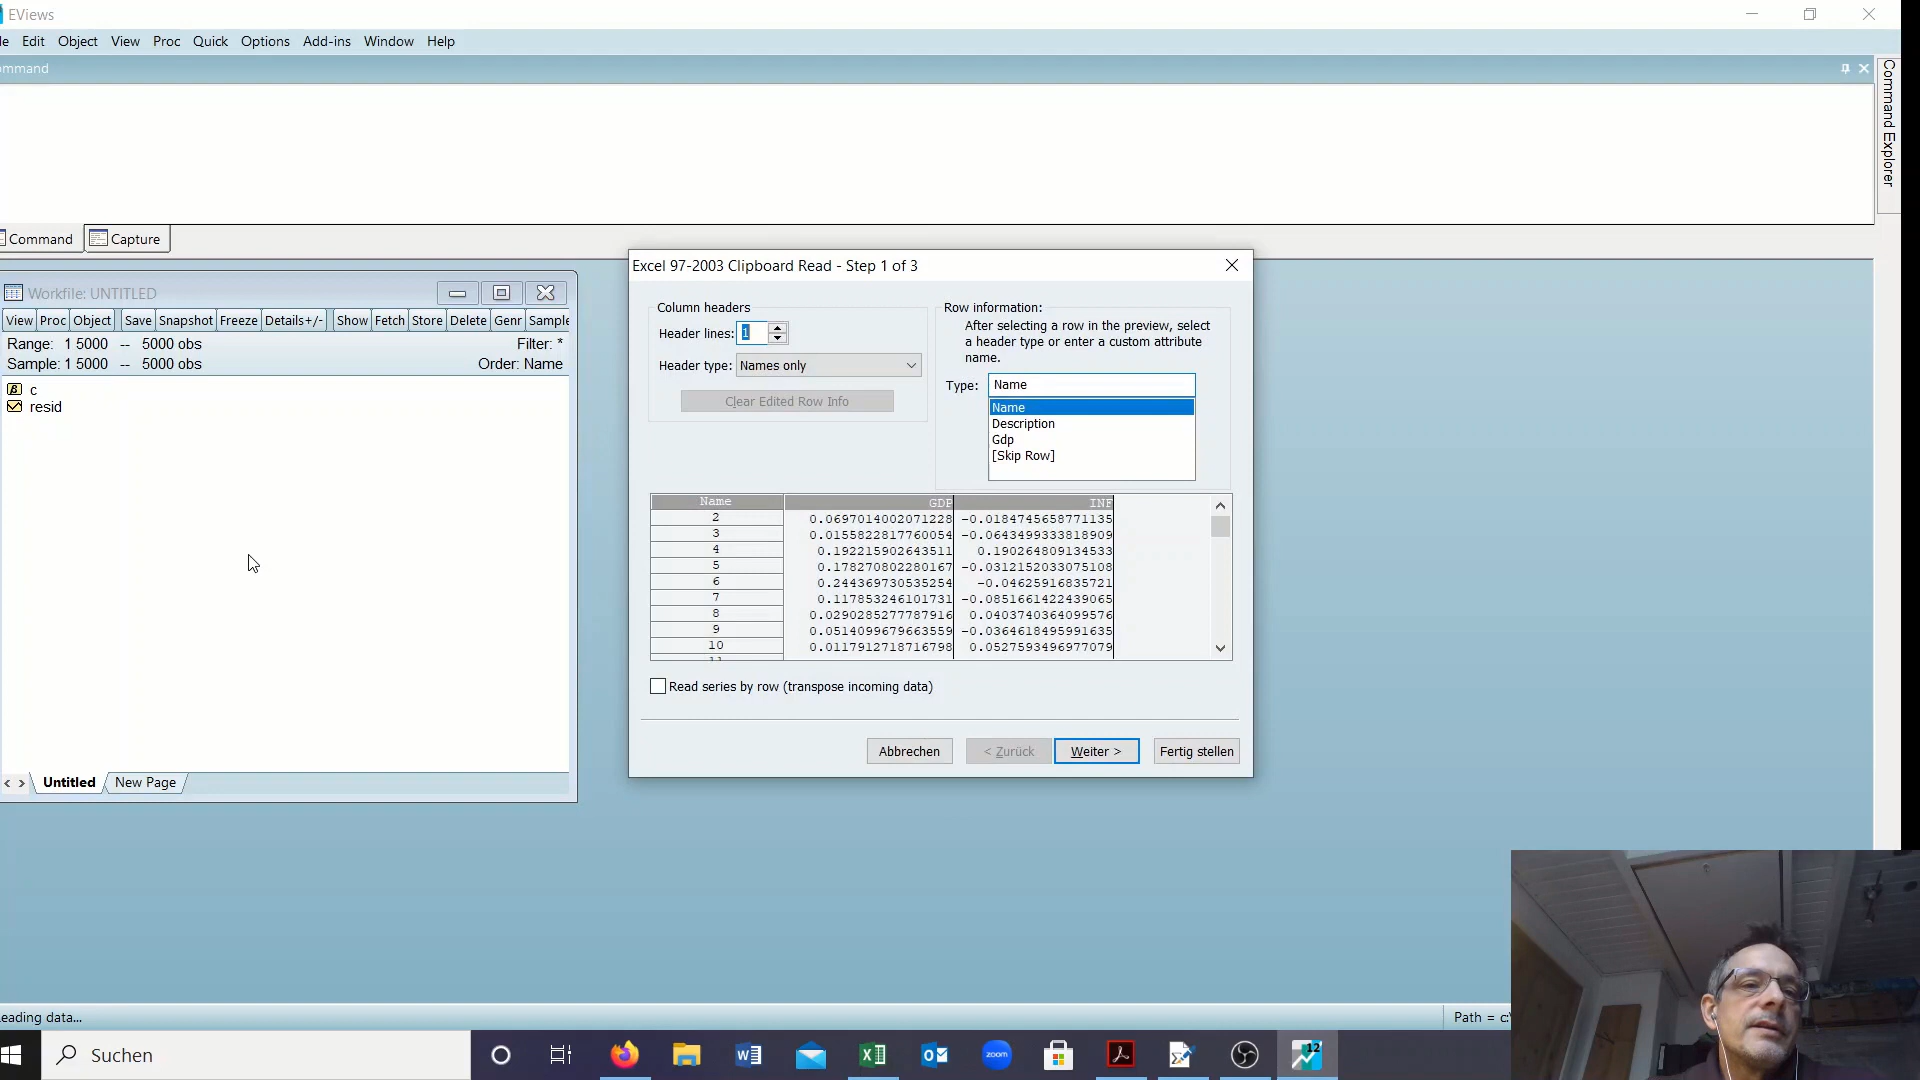 EViews
le Edit Object View Proc Quick Options Add-ins Window Help
ommand
Command Explorer
Command Capture
Workfile: UNTITLED
View Proc Object Save Snapshot Freeze Details+/- Show Fetch Store Delete Genr Sample
Range: 1 5000 -- 5000 obs Filter: *
Sample: 1 5000 -- 5000 obs Order: Name
β c
resid
< > Untitled New Page
Excel 97-2003 Clipboard Read - Step 1 of 3
Column headers
Header lines: 1
Header type: Names only
Clear Edited Row Info
Row information:
After selecting a row in the preview, select
a header type or enter a custom attribute
name.
Type: Name
Name
Description
Gdp
[Skip Row]
Name GDP INF
2 0.0697014002071228 -0.0184745658771135
3 0.0155822817760054 -0.0643499333818909
4 0.192215902643511 0.190264809134533
5 0.178270802280167 -0.0312152033075108
6 0.244369730535254 -0.04625916835721
7 0.117853246101731 -0.0851661422439065
8 0.0290285277787916 0.0403740364099576
9 0.0514099679663559 -0.0364618495991635
10 0.0117912718716798 0.0527593496977079
11
Read series by row (transpose incoming data)
Abbrechen < Zurück Weiter > Fertig stellen
eading data... Path = c:\
Suchen
zoom
12